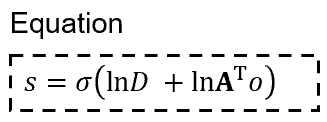 Equation
s = σ(lnD + ln𝐀ᵀo)